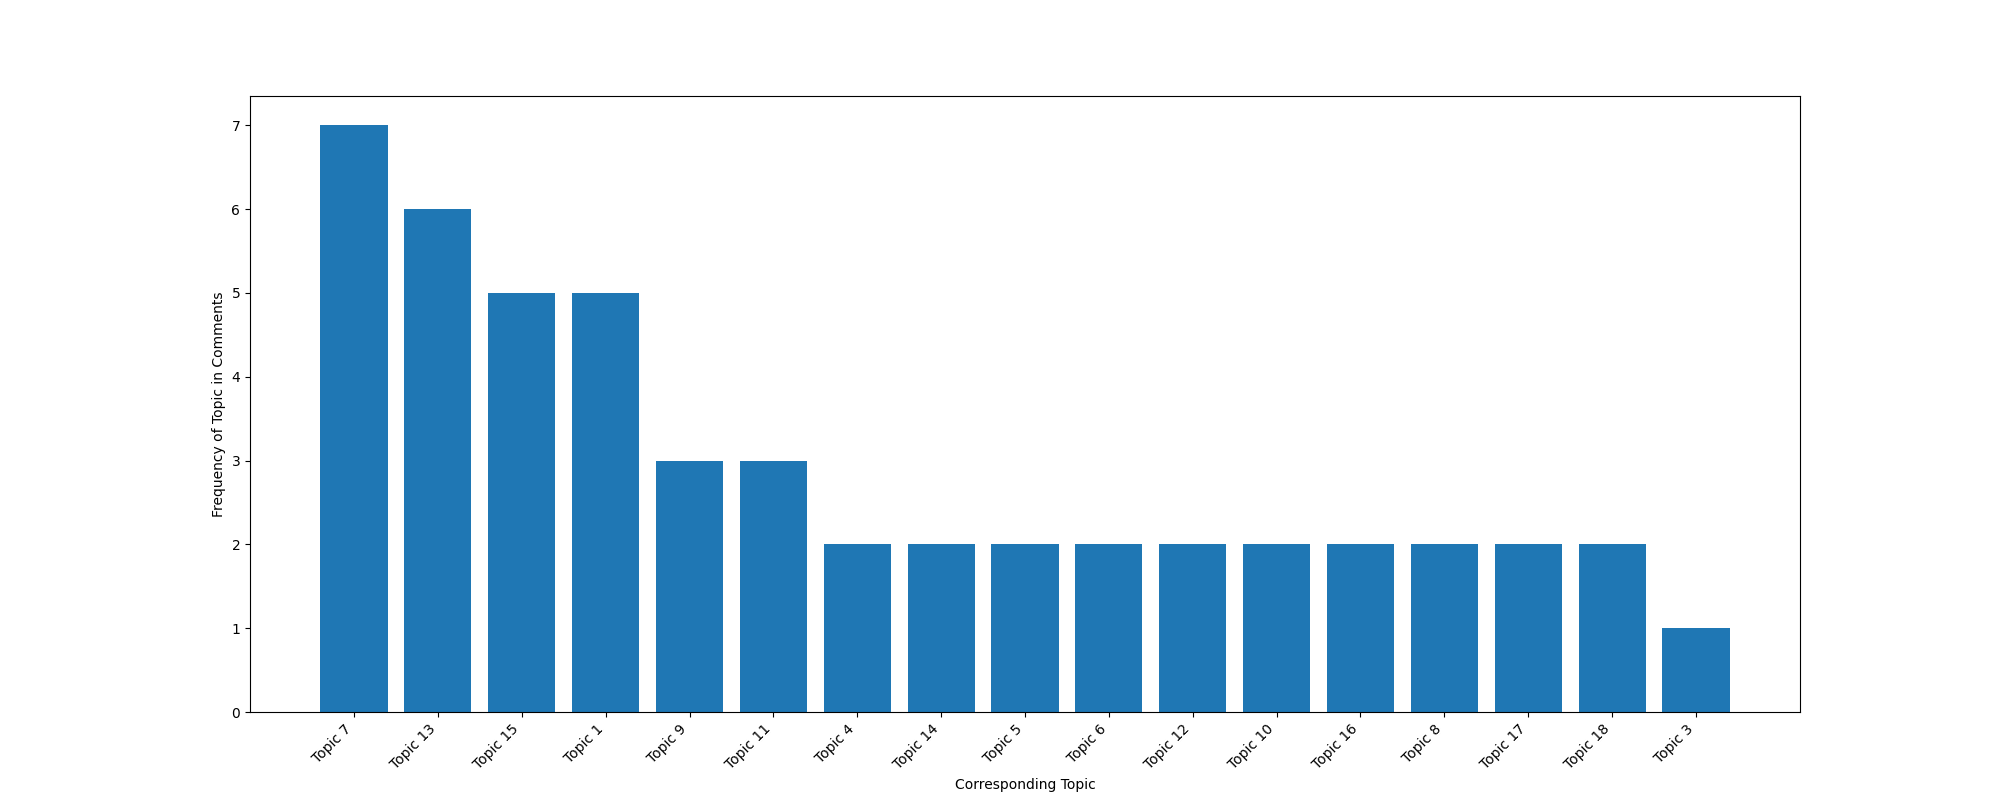 7
6
5
4
3
2
1
0
Frequency of Topic in Comments
Topic 7
Topic 13
Topic 15
Topic 1
Topic 9
Topic 11
Topic 4
Topic 14
Topic 5
Topic 6
Topic 12
Topic 10
Topic 16
Topic 8
Topic 17
Topic 18
Topic 3
Corresponding Topic